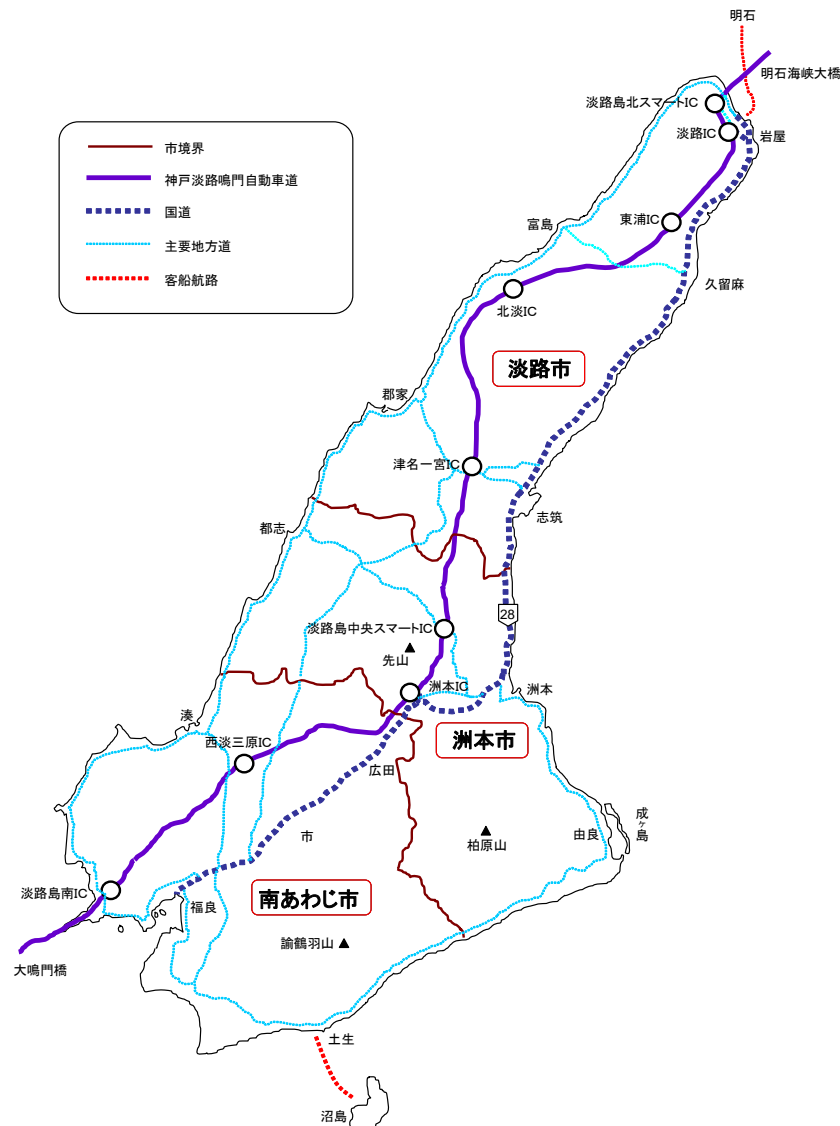 明石
明石海峡大橋
淡路島北スマートIC
淡路IC
岩屋
市境界
神戸淡路鳴門自動車道
国道
主要地方道
客船航路
富島
東浦IC
久留麻
北淡IC
淡路市
郡家
津名一宮IC
志筑
都志
28
淡路島中央スマートIC
先山
洲本IC
洲本
湊
西淡三原IC
洲本市
広田
成ヶ島
市
柏原山
由良
淡路島南IC
福良
南あわじ市
諭鶴羽山
大鳴門橋
土生
沼島